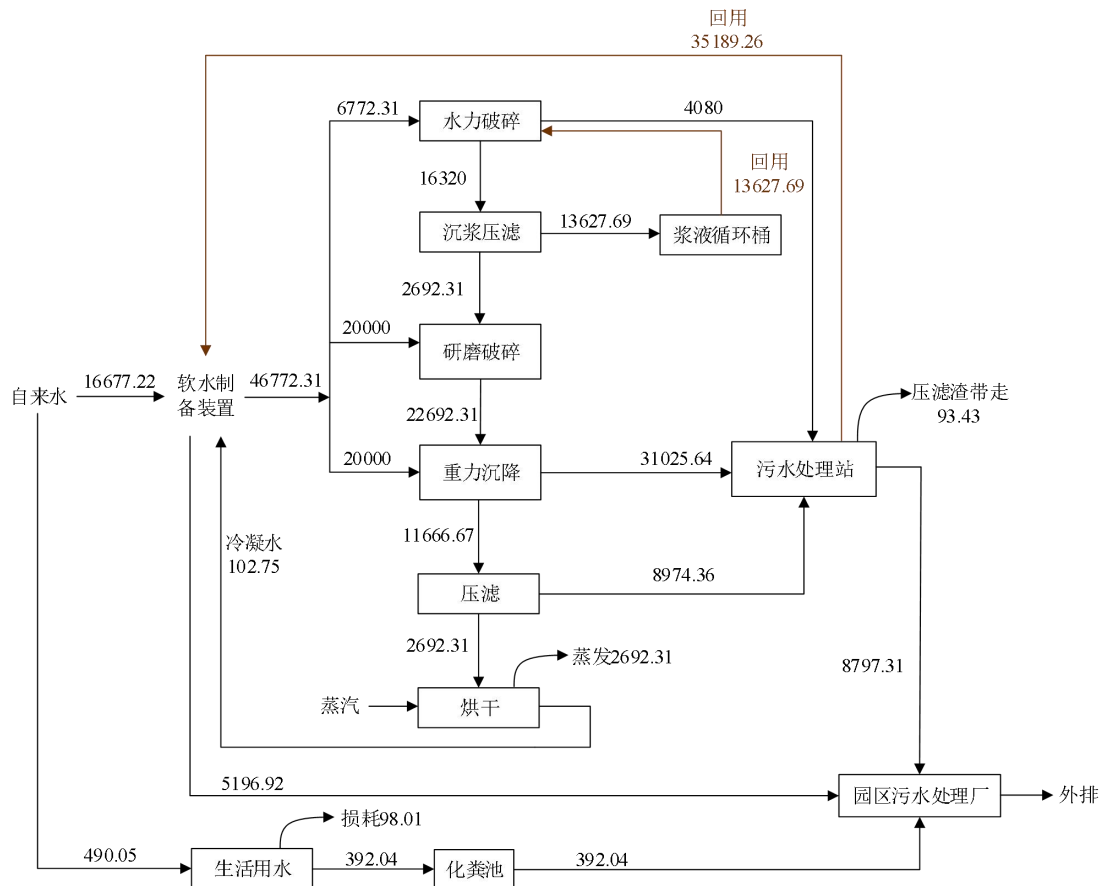 回用
35189.26
6772.31
水力破碎
4080
回用
13627.69
16320
沉浆压滤
13627.69
浆液循环桶
2692.31
20000
研磨破碎
自来水
16677.22
软水制
备装置
46772.31
22692.31
压滤渣带走
93.43
20000
重力沉降
31025.64
污水处理站
冷凝水
102.75
11666.67
压滤
8974.36
2692.31
蒸发2692.31
蒸汽
烘干
8797.31
5196.92
园区污水处理厂
外排
损耗98.01
490.05
生活用水
392.04
化粪池
392.04